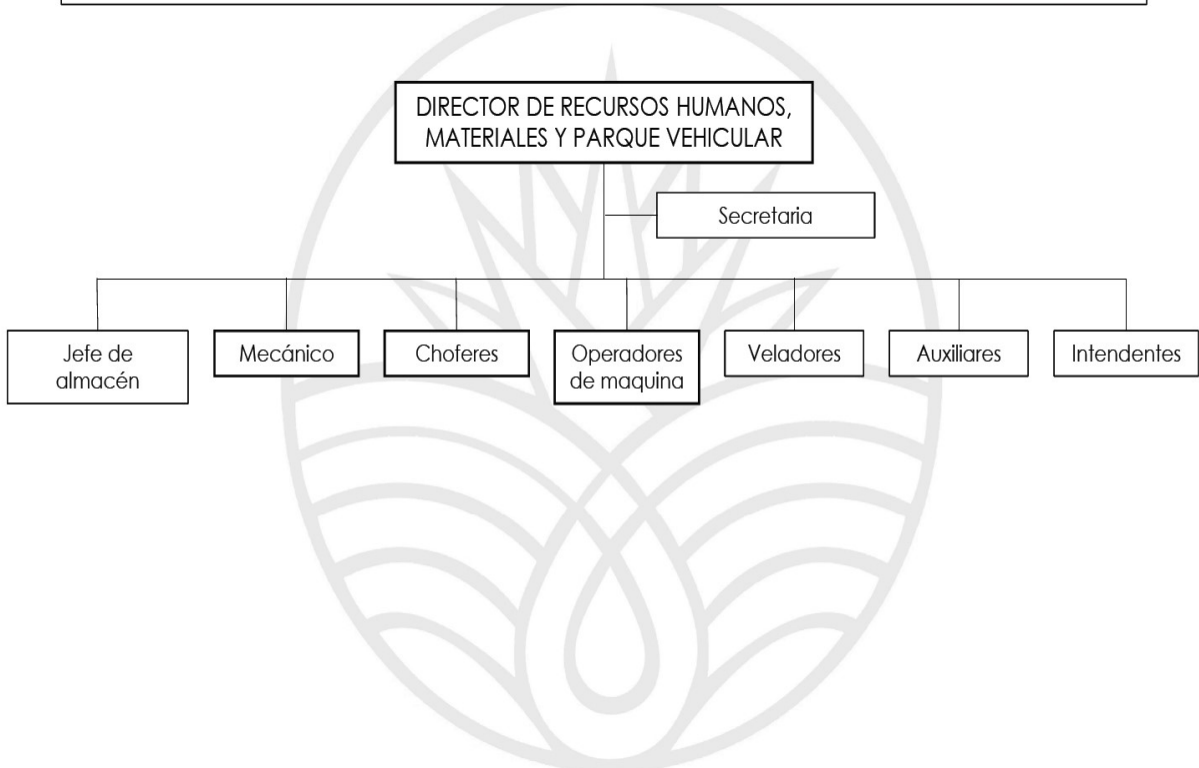 DIRECTOR DE RECURSOS HUMANOS,
MATERIALES Y PARQUE VEHICULAR
Secretaria
Jefe de
almacén
Mecánico
Choferes
Operadores
de maquina
Veladores
Auxiliares
Intendentes